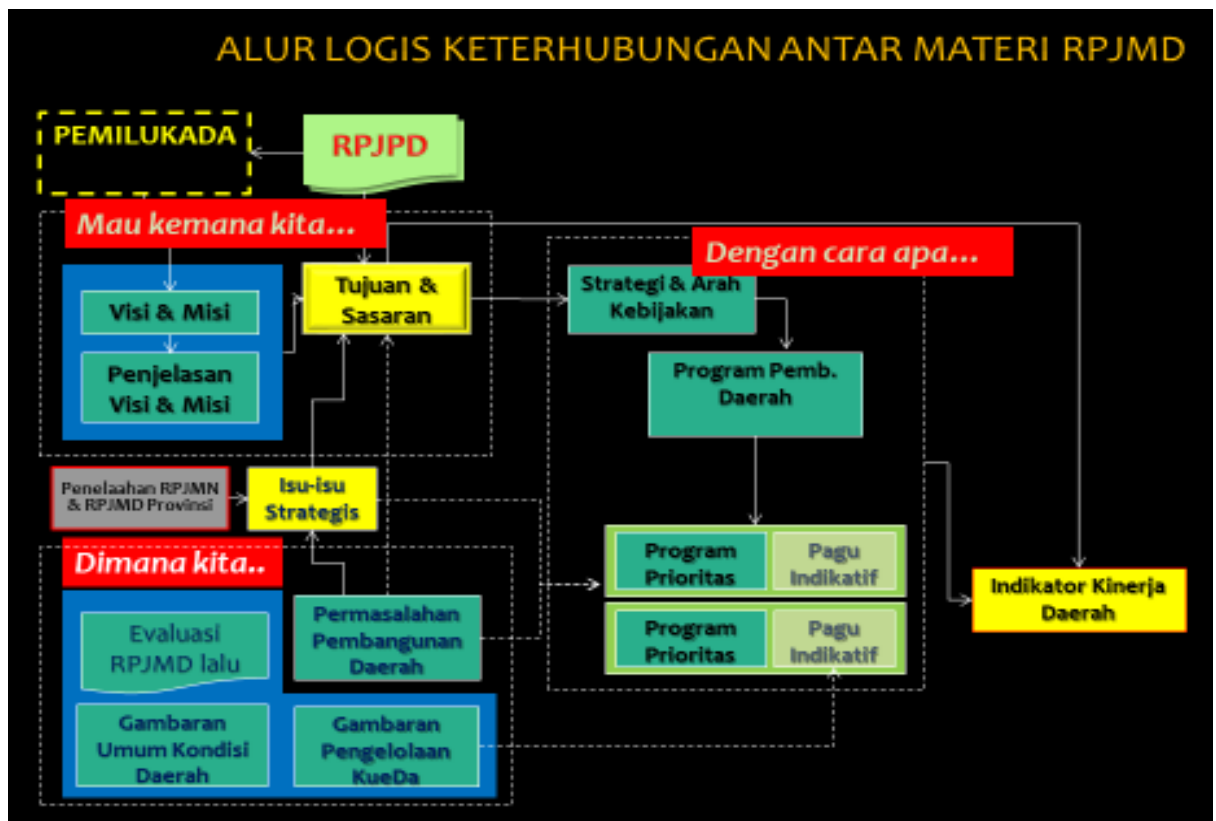 ALUR LOGIS KETERHUBUNGAN ANTAR MATERI RPJMD
PEMILUKADA
RPJPD
Mau kemana kita...
Dengan cara apa...
Visi & Misi
Penjelasan
Visi & Misi
Tujuan &
Sasaran
Strategi & Arah
Kebijakan
Program Pemb.
Daerah
Penelaahan RPJMN
& RPJMD Provinsi
Isu-isu
Strategis
Dimana kita..
Evaluasi
RPJMD lalu
Permasalahan
Pembangunan
Daerah
Gambaran
Umum Kondisi
Daerah
Gambaran
Pengelolaan
KueDa
Program
Prioritas
Pagu
Indikatif
Program
Prioritas
Pagu
Indikatif
Indikator Kinerja
Daerah